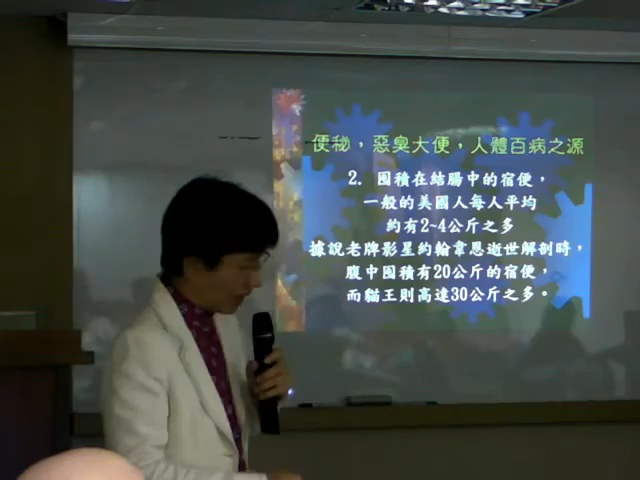 便秘，惡臭大便，人體百病之源
2. 囤積在結腸中的宿便，
一般的美國人每人平均
約有2~4公斤之多
據說老牌影星約翰韋恩逝世解剖時，
腹中囤積有20公斤的宿便，
而貓王則高達30公斤之多。